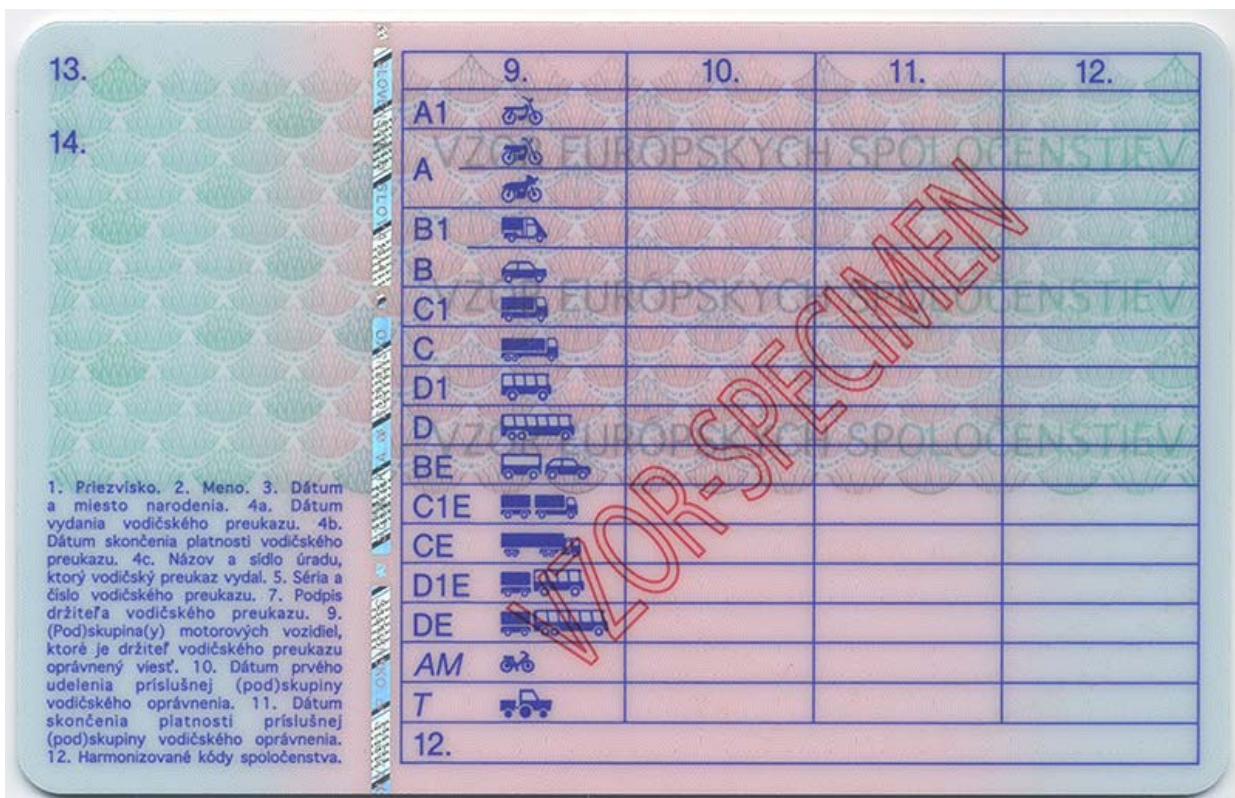 13.
14.
9. 10. 11. 12.
A1
A
B1
B
C1
C
D1
D
BE
C1E
CE
D1E
DE
AM
T
12.
VZOR EURÓPSKYCH SPOLOČENSTIEV
VZOR EURÓPSKYCH SPOLOČENSTIEV
VZOR EURÓPSKYCH SPOLOČENSTIEV
VZOR-SPECIMEN
1. Priezvisko. 2. Meno. 3. Dátum
a miesto narodenia. 4a. Dátum
vydania vodičského preukazu. 4b.
Dátum skončenia platnosti vodičského
preukazu. 4c. Názov a sídlo úradu,
ktorý vodičský preukaz vydal. 5. Séria a
číslo vodičského preukazu. 7. Podpis
držiteľa vodičského preukazu. 9.
(Pod)skupina(y) motorových vozidiel,
ktoré je držiteľ vodičského preukazu
oprávnený viesť. 10. Dátum prvého
udelenia príslušnej (pod)skupiny
vodičského oprávnenia. 11. Dátum
skončenia platnosti príslušnej
(pod)skupiny vodičského oprávnenia.
12. Harmonizované kódy spoločenstva.